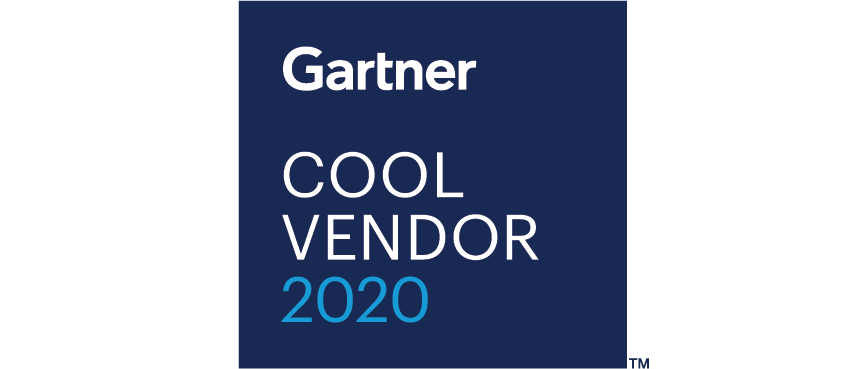 Gartner
COOL
VENDOR
2020
TM